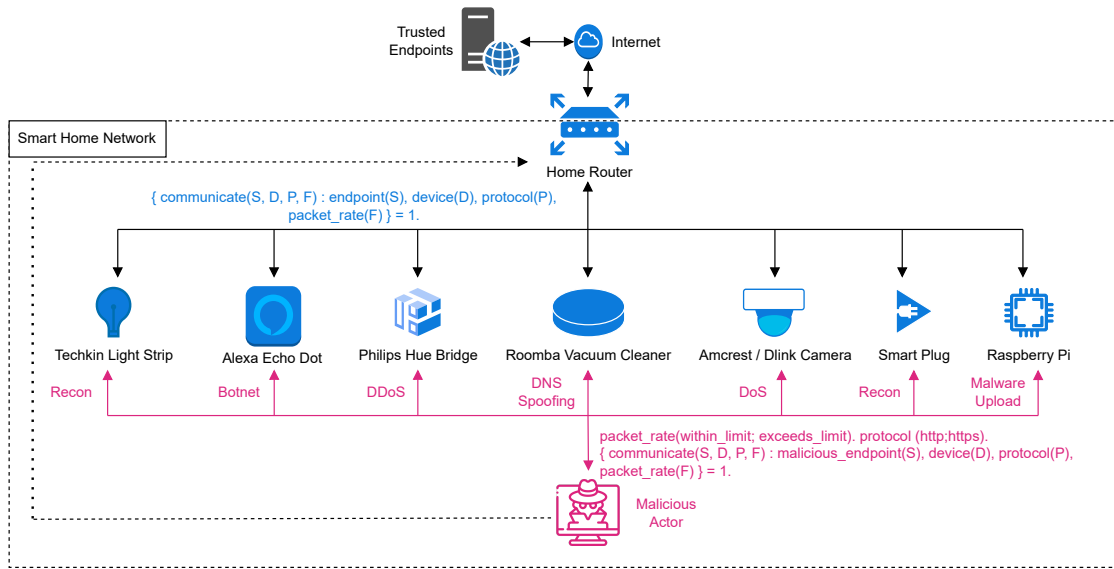 Trusted
Endpoints
Internet
Smart Home Network
Home Router
{ communicate(S, D, P, F) : endpoint(S), device(D), protocol(P),
packet_rate(F) } = 1.
Techkin Light Strip
Alexa Echo Dot
Philips Hue Bridge
Roomba Vacuum Cleaner
Amcrest / Dlink Camera
Smart Plug
Raspberry Pi
Recon
Botnet
DDoS
DNS
Spoofing
DoS
Recon
Malware
Upload
packet_rate(within_limit; exceeds_limit). protocol (http;https).
{ communicate(S, D, P, F) : malicious_endpoint(S), device(D), protocol(P),
packet_rate(F) } = 1.
Malicious
Actor